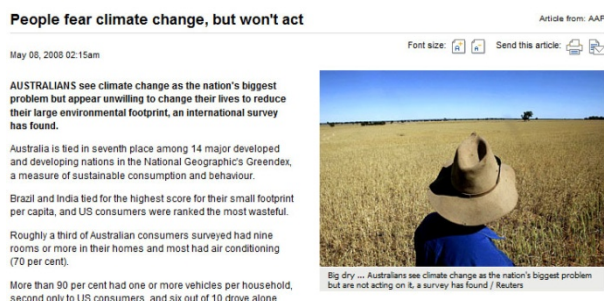 People fear climate change, but won't act
Article from: AAP
May 08, 2008 02:15am
Font size:
Send this article:
AUSTRALIANS see climate change as the nation's biggest
problem but appear unwilling to change their lives to reduce
their large environmental footprint, an international survey
has found.
Australia is tied in seventh place among 14 major developed
and developing nations in the National Geographic's Greendex,
a measure of sustainable consumption and behaviour.
Brazil and India tied for the highest score for their small footprint
per capita, and US consumers were ranked the most wasteful.
Roughly a third of Australian consumers surveyed had nine
rooms or more in their homes and most had air conditioning
(70 per cent).
More than 90 per cent had one or more vehicles per household,
second only to US consumers, and six out of 10 drove alone
Big dry ... Australians see climate change as the nation's biggest problem
but are not acting on it, a survey has found / Reuters